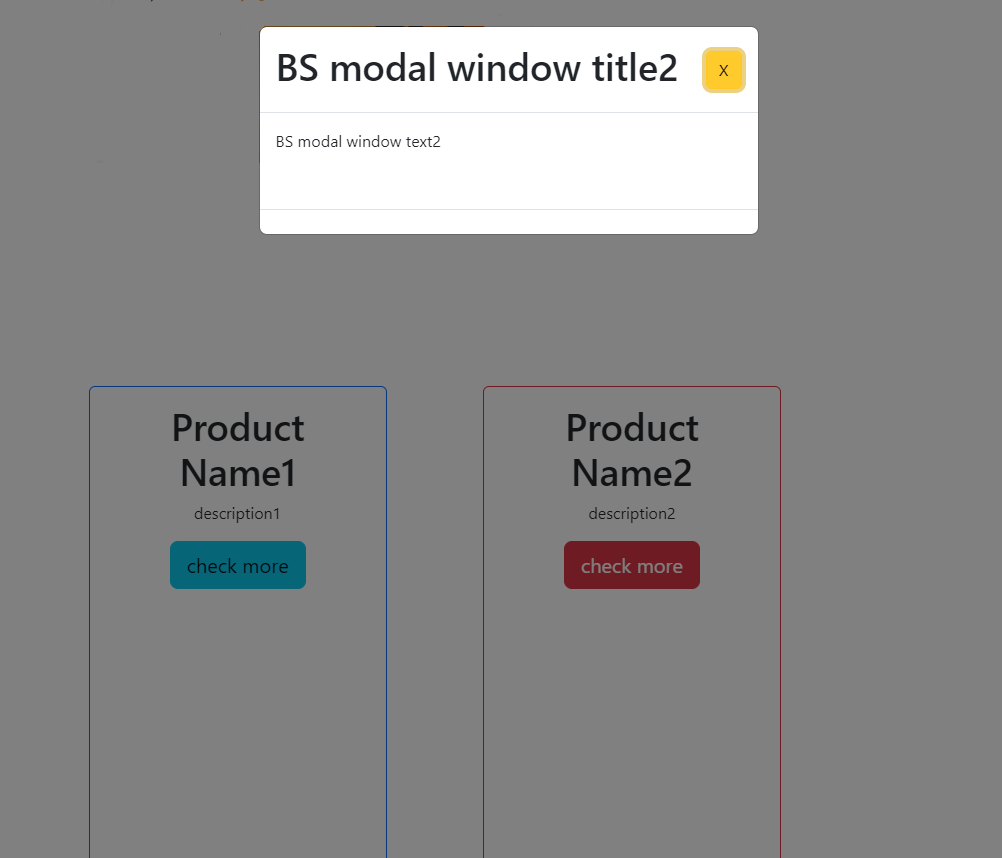 BS modal window title2
X
BS modal window text2
Product
Name1
description1
check more
Product
Name2
description2
check more